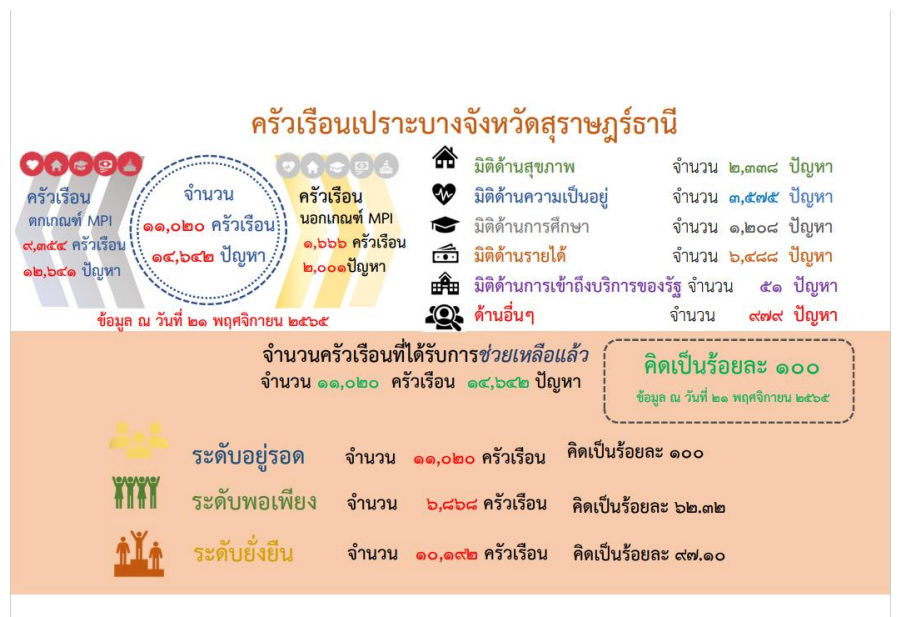 ครัวเรือนเปราะบางจังหวัดสุราษฎร์ธานี
ครัวเรือน
ตกเกณฑ์ MPI
๙,๓๕๔ ครัวเรือน
๑๒,๖๔๑ ปัญหา
จำนวน
๑๑,๐๒๐ ครัวเรือน
๑๔,๖๔๒ ปัญหา
ครัวเรือน
นอกเกณฑ์ MPI
๑,๖๖๖ ครัวเรือน
๒,๐๐๑ปัญหา
ข้อมูล ณ วันที่ ๒๑ พฤศจิกายน ๒๕๖๕
มิติด้านสุขภาพ จำนวน ๒,๓๓๘ ปัญหา
มิติด้านความเป็นอยู่ จำนวน ๓,๕๗๕ ปัญหา
มิติด้านการศึกษา จำนวน ๑,๒๐๘ ปัญหา
มิติด้านรายได้ จำนวน ๖,๔๘๘ ปัญหา
มิติด้านการเข้าถึงบริการของรัฐ จำนวน ๕๑ ปัญหา
ด้านอื่นๆ จำนวน ๙๗๙ ปัญหา
จำนวนครัวเรือนที่ได้รับการช่วยเหลือแล้ว
จำนวน ๑๑,๐๒๐ ครัวเรือน ๑๔,๖๔๒ ปัญหา
คิดเป็นร้อยละ ๑๐๐
ข้อมูล ณ วันที่ ๒๑ พฤศจิกายน ๒๕๖๕
ระดับอยู่รอด จำนวน ๑๑,๐๒๐ ครัวเรือน คิดเป็นร้อยละ ๑๐๐
ระดับพอเพียง จำนวน ๖,๘๖๘ ครัวเรือน คิดเป็นร้อยละ ๖๒.๓๒
ระดับยั่งยืน จำนวน ๑๐,๑๙๒ ครัวเรือน คิดเป็นร้อยละ ๙๗.๑๐